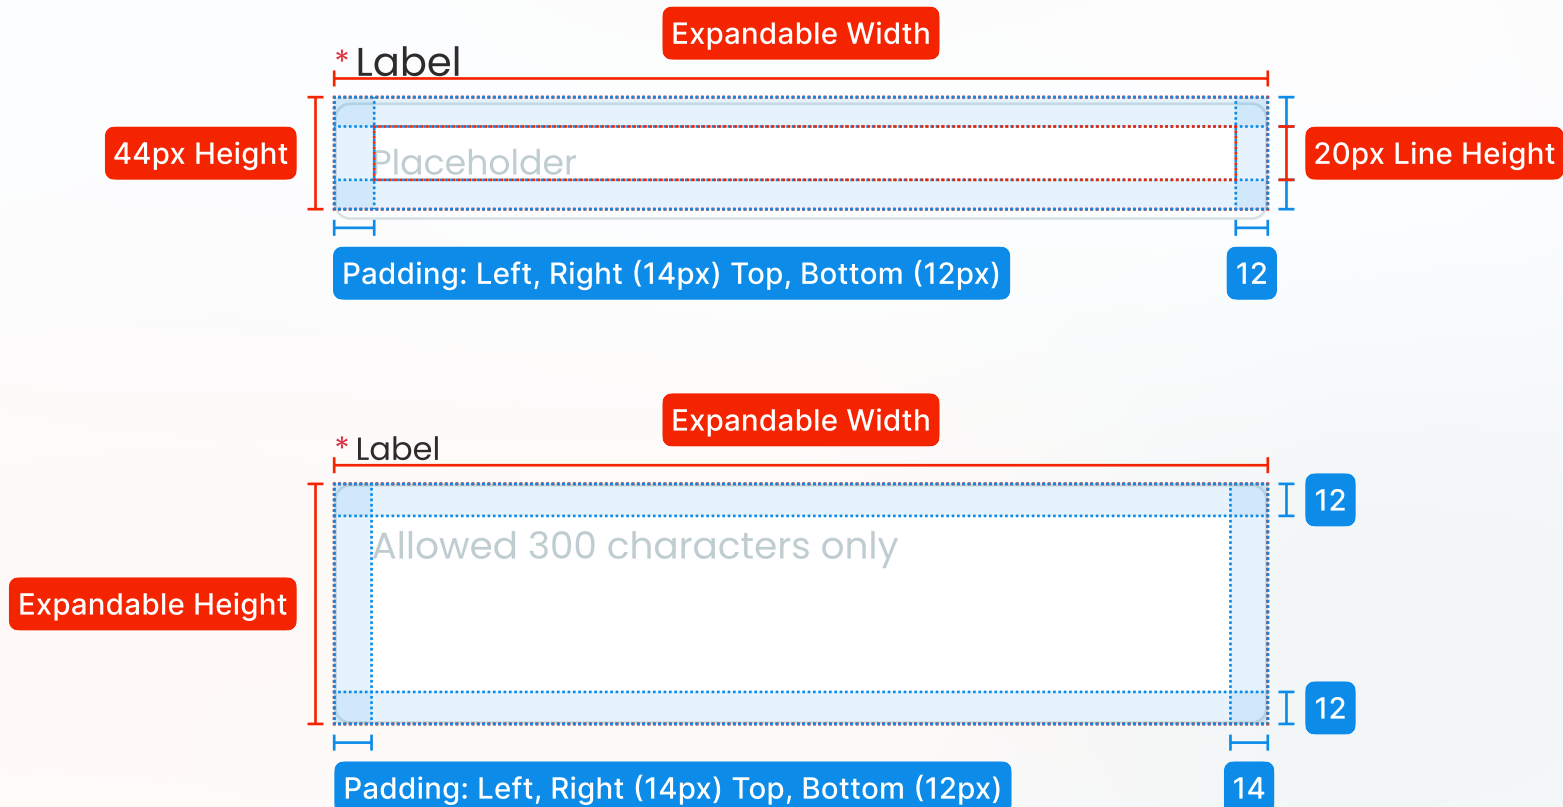 Expandable Width
* Label
44px Height
Placeholder
20px Line Height
Padding: Left, Right (14px) Top, Bottom (12px)
12
Expandable Width
* Label
12
Allowed 300 characters only
Expandable Height
12
Padding: Left, Right (14px) Top, Bottom (12px)
14